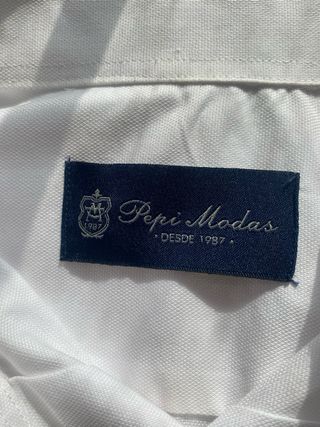 M
1987
Pepi Modas
· DESDE 1987 ·